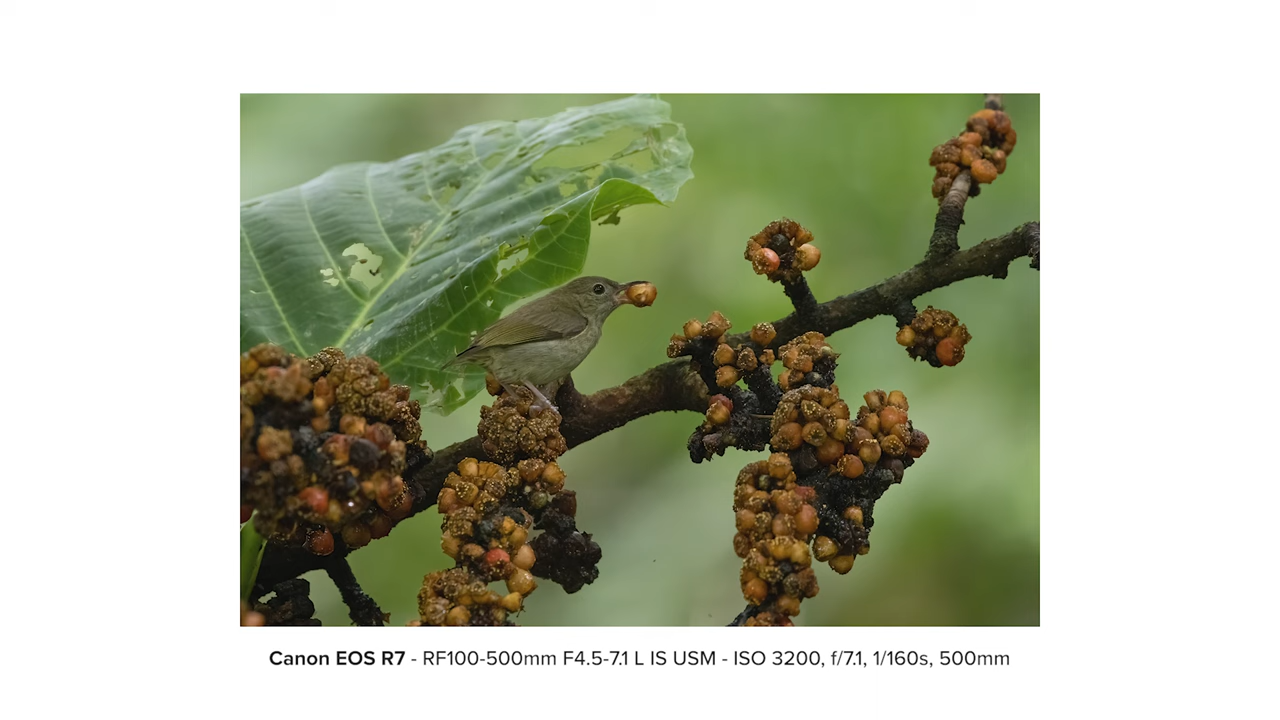 Canon EOS R7 - RF100-500mm F4.5-7.1 L IS USM - ISO 3200, f/7.1, 1/160s, 500mm